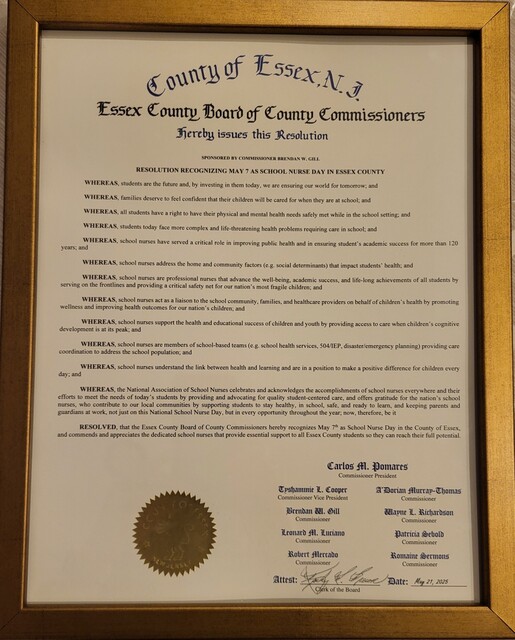 County of Essex, N.J.
Essex County Board of County Commissioners
Hereby issues this Resolution
SPONSORED BY COMMISSIONER BRENDAN W. GILL
RESOLUTION RECOGNIZING MAY 7 AS SCHOOL NURSE DAY IN ESSEX COUNTY
WHEREAS, students are the future and, by investing in them today, we are ensuring our world for tomorrow; and
WHEREAS, families deserve to feel confident that their children will be cared for when they are at school; and
WHEREAS, all students have a right to have their physical and mental health needs safely met while in the school setting; and
WHEREAS, students today face more complex and life-threatening health problems requiring care in school; and
WHEREAS, school nurses have served a critical role in improving public health and in ensuring student's academic success for more than 120
years; and
WHEREAS, school nurses address the home and community factors (e.g. social determinants) that impact students' health; and
WHEREAS, school nurses are professional nurses that advance the well-being, academic success, and life-long achievements of all students by
serving on the frontlines and providing a critical safety net for our nation's most fragile children; and
WHEREAS, school nurses act as a liaison to the school community, families, and healthcare providers on behalf of children's health by promoting
wellness and improving health outcomes for our nation's children; and
WHEREAS, school nurses support the health and educational success of children and youth by providing access to care when children's cognitive
development is at its peak; and
WHEREAS, school nurses are members of school-based teams (e.g. school health services, 504/IEP, disaster/emergency planning) providing care
coordination to address the school population; and
WHEREAS, school nurses understand the link between health and learning and are in a position to make a positive difference for children every
day; and
WHEREAS, the National Association of School Nurses celebrates and acknowledges the accomplishments of school nurses everywhere and their
efforts to meet the needs of today's students by providing and advocating for quality student-centered care, and offers gratitude for the nation's school
nurses, who contribute to our local communities by supporting students to stay healthy, in school, safe, and ready to learn, and keeping parents and
guardians at work, not just on this National School Nurse Day, but in every opportunity throughout the year; now, therefore, be it
RESOLVED, that the Essex County Board of County Commissioners hereby recognizes May 7th as School Nurse Day in the County of Essex,
and commends and appreciates the dedicated school nurses that provide essential support to all Essex County students so they can reach their full potential.
Carlos M. Pomares
Commissioner President
Tyshammie L. Cooper
Commissioner Vice President
A'Dorian Murray-Thomas
Commissioner
Brendan W. Gill
Commissioner
Wayne L. Richardson
Commissioner
Leonard M. Luciano
Commissioner
Patricia Sebold
Commissioner
Robert Mercado
Commissioner
Romaine Sermons
Commissioner
Attest:
Date: May 21, 2025
Clerk of the Board